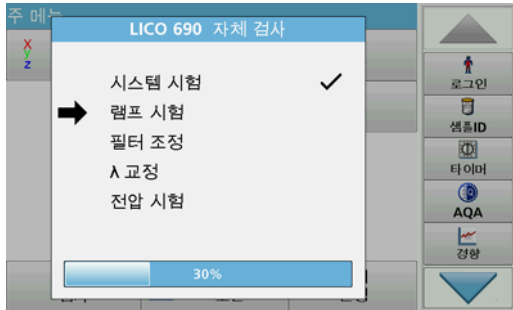 주 메뉴
LICO 690 자체 검사
X
y
z
시스템 시험
램프 시험
필터 조정
λ 교정
전압 시험
30%
로그인
샘플ID
타이머
AQA
경향